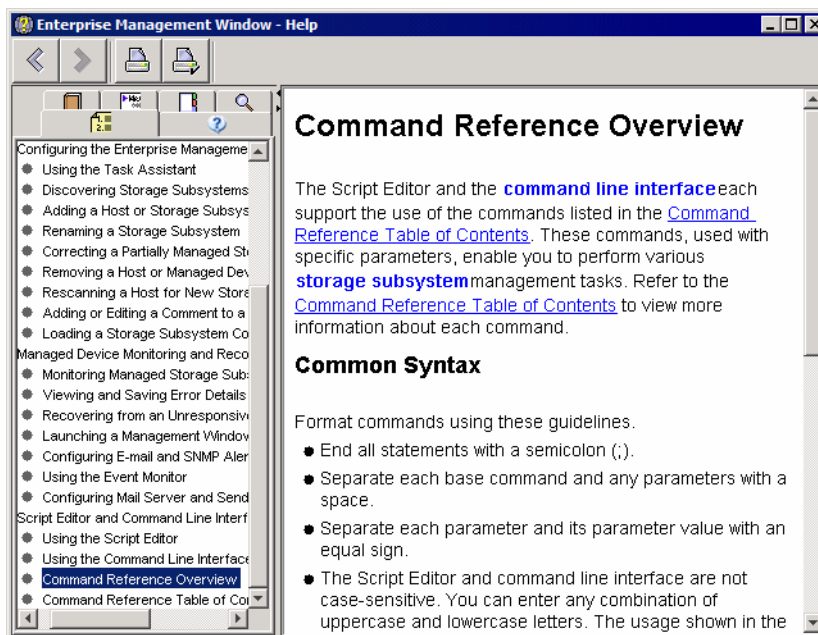 Enterprise Management Window - Help
Configuring the Enterprise Manageme
Using the Task Assistant
Discovering Storage Subsystems
Adding a Host or Storage Subsys
Renaming a Storage Subsystem
Correcting a Partially Managed St
Removing a Host or Managed Dev
Rescanning a Host for New Stora
Adding or Editing a Comment to a
Loading a Storage Subsystem Co
Managed Device Monitoring and Reco
Monitoring Managed Storage Sub
Viewing and Saving Error Details
Recovering from an Unresponsiv
Launching a Management Window
Configuring E-mail and SNMP Aler
Using the Event Monitor
Configuring Mail Server and Send
Script Editor and Command Line Interf
Using the Script Editor
Using the Command Line Interface
Command Reference Overview
Command Reference Table of Co
Command Reference Overview
The Script Editor and the command line interface each
support the use of the commands listed in the Command
Reference Table of Contents. These commands, used with
specific parameters, enable you to perform various
storage subsystem management tasks. Refer to the
Command Reference Table of Contents to view more
information about each command.
Common Syntax
Format commands using these guidelines.
End all statements with a semicolon (;).
Separate each base command and any parameters with a
space.
Separate each parameter and its parameter value with an
equal sign.
The Script Editor and command line interface are not
case-sensitive. You can enter any combination of
uppercase and lowercase letters. The usage shown in the